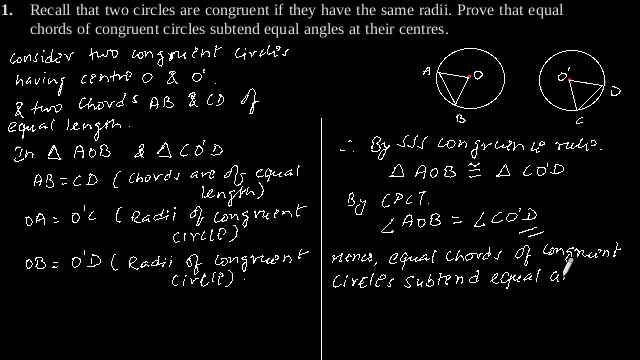 1. Recall that two circles are congruent if they have the same radii. Prove that equal
chords of congruent circles subtend equal angles at their centres.
consider two congruent circles
having centre O & O'.
& two chords AB & CD of
equal length.
In △ AOB & △ CO'D
AB = CD (chords are of equal
length)
OA = O'C (Radii of congruent
circle)
OB = O'D (Radii of congruent
circle).
A
O
B
O'
D
C
∴ By SSS congruence rule.
△ AOB ≅ △ CO'D
By CPCT.
∠AOB = ∠CO'D
Hence, equal chords of congruent
circles subtend equal a